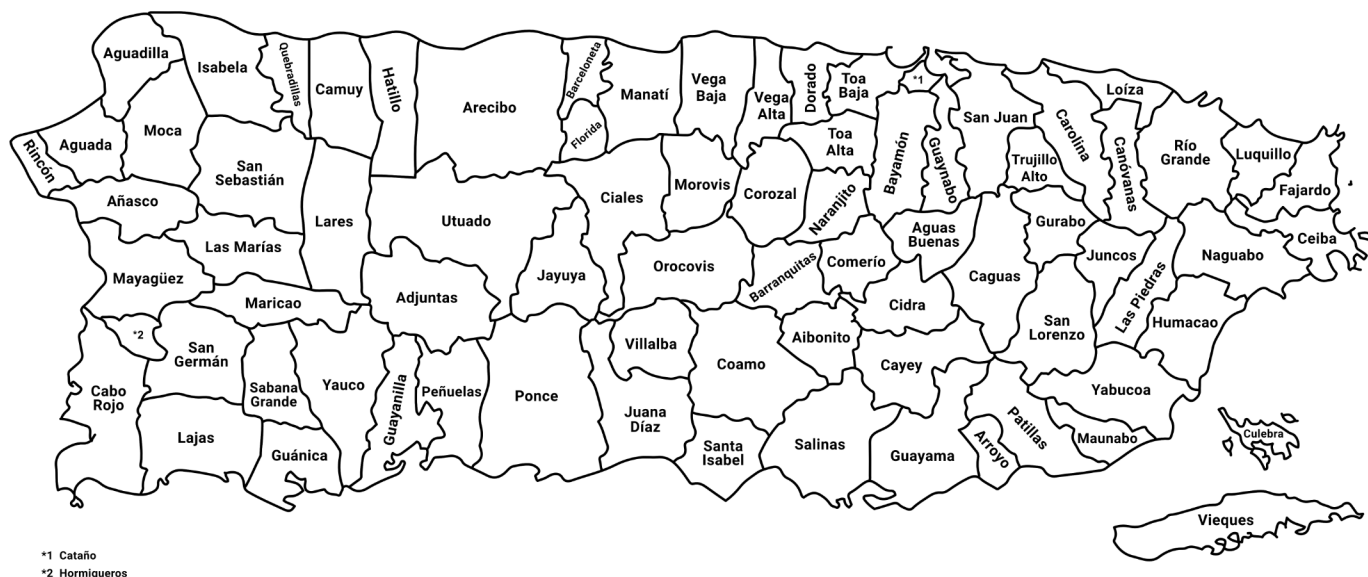 Aguadilla
Isabela
Quebradillas
Camuy
Hatillo
Arecibo
Barceloneta
Florida
Manatí
Vega
Baja
Vega
Alta
Dorado
Toa
Baja
*1
Toa
Alta
Bayamón
Guaynabo
San Juan
Trujillo
Alto
Carolina
Loíza
Canóvanas
Río
Grande
Luquillo
Fajardo
Ceiba
Rincón
Aguada
Moca
San
Sebastián
Añasco
Las Marías
Lares
Utuado
Ciales
Morovis
Corozal
Naranjito
Aguas
Buenas
Gurabo
Juncos
Naguabo
Mayagüez
Maricao
Adjuntas
Jayuya
Orocovis
Barranquitas
Comerío
Cidra
Caguas
San
Lorenzo
Las Piedras
Humacao
*2
San
Germán
Sabana
Grande
Yauco
Guayanilla
Peñuelas
Ponce
Villalba
Juana
Díaz
Coamo
Aibonito
Cayey
Yabucoa
Cabo
Rojo
Lajas
Guánica
Santa
Isabel
Salinas
Guayama
Arroyo
Patillas
Maunabo
Culebra
Vieques
*1 Cataño
*2 Hormigueros